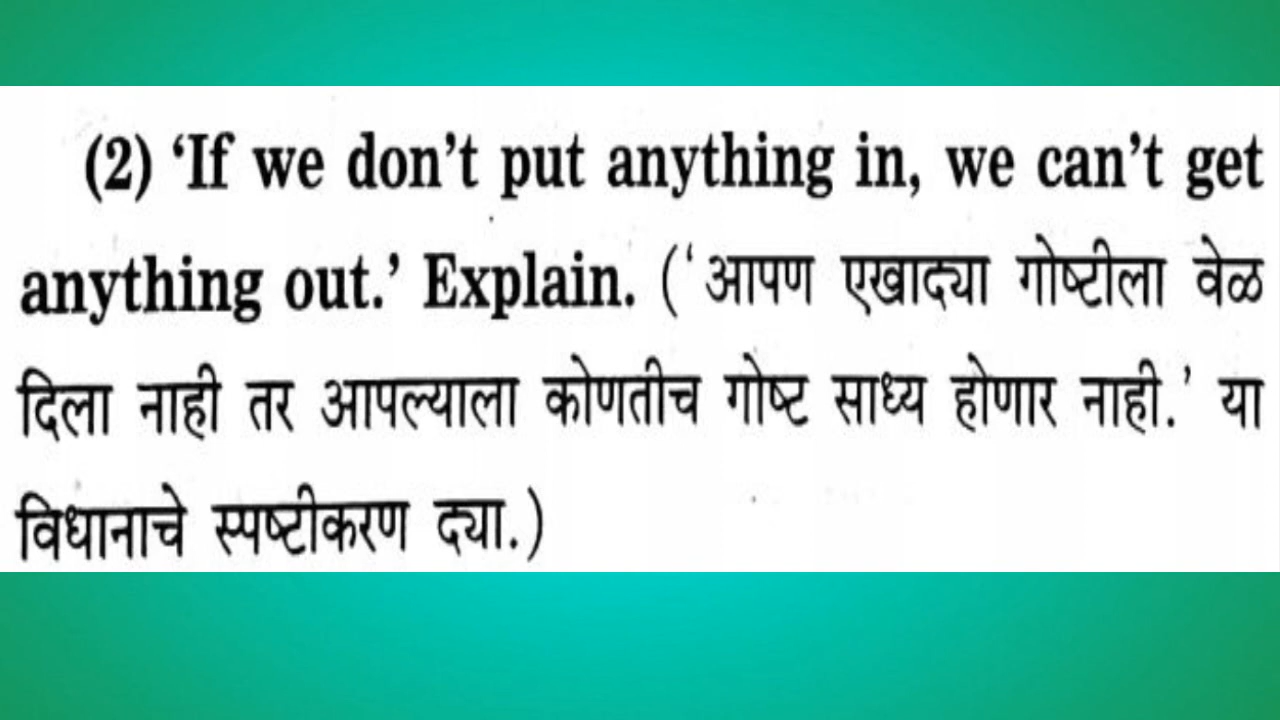 (2) ‘If we don’t put anything in, we can’t get
anything out.’ Explain. (‘आपण एखाद्या गोष्टीला वेळ
दिला नाही तर आपल्याला कोणतीच गोष्ट साध्य होणार नाही.’ या
विधानाचे स्पष्टीकरण द्या.)